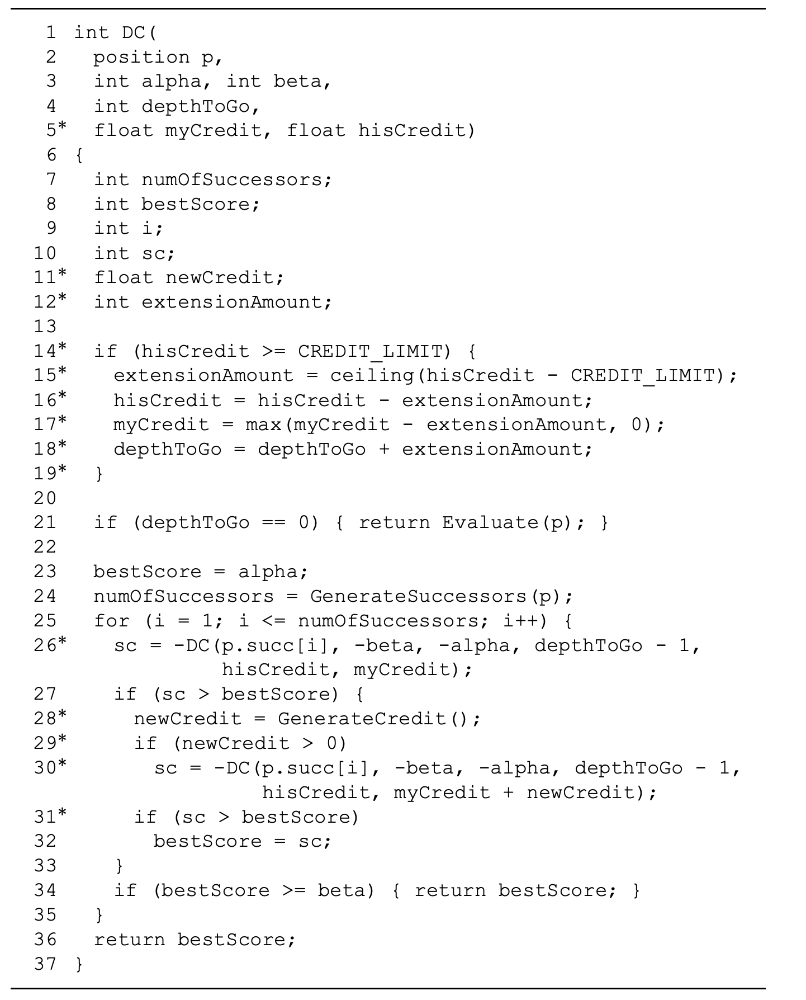 1 int DC(
2 position p,
3 int alpha, int beta,
4 int depthToGo,
5* float myCredit, float hisCredit)
6 {
7 int numOfSuccessors;
8 int bestScore;
9 int i;
10 int sc;
11* float newCredit;
12* int extensionAmount;
13
14* if (hisCredit >= CREDIT_LIMIT) {
15* extensionAmount = ceiling(hisCredit - CREDIT_LIMIT);
16* hisCredit = hisCredit - extensionAmount;
17* myCredit = max(myCredit - extensionAmount, 0);
18* depthToGo = depthToGo + extensionAmount;
19* }
20
21 if (depthToGo == 0) { return Evaluate(p); }
22
23 bestScore = alpha;
24 numOfSuccessors = GenerateSuccessors(p);
25 for (i = 1; i <= numOfSuccessors; i++) {
26* sc = -DC(p.succ[i], -beta, -alpha, depthToGo - 1,
hisCredit, myCredit);
27 if (sc > bestScore) {
28* newCredit = GenerateCredit();
29* if (newCredit > 0)
30* sc = -DC(p.succ[i], -beta, -alpha, depthToGo - 1,
hisCredit, myCredit + newCredit);
31* if (sc > bestScore)
32 bestScore = sc;
33 }
34 if (bestScore >= beta) { return bestScore; }
35 }
36 return bestScore;
37 }